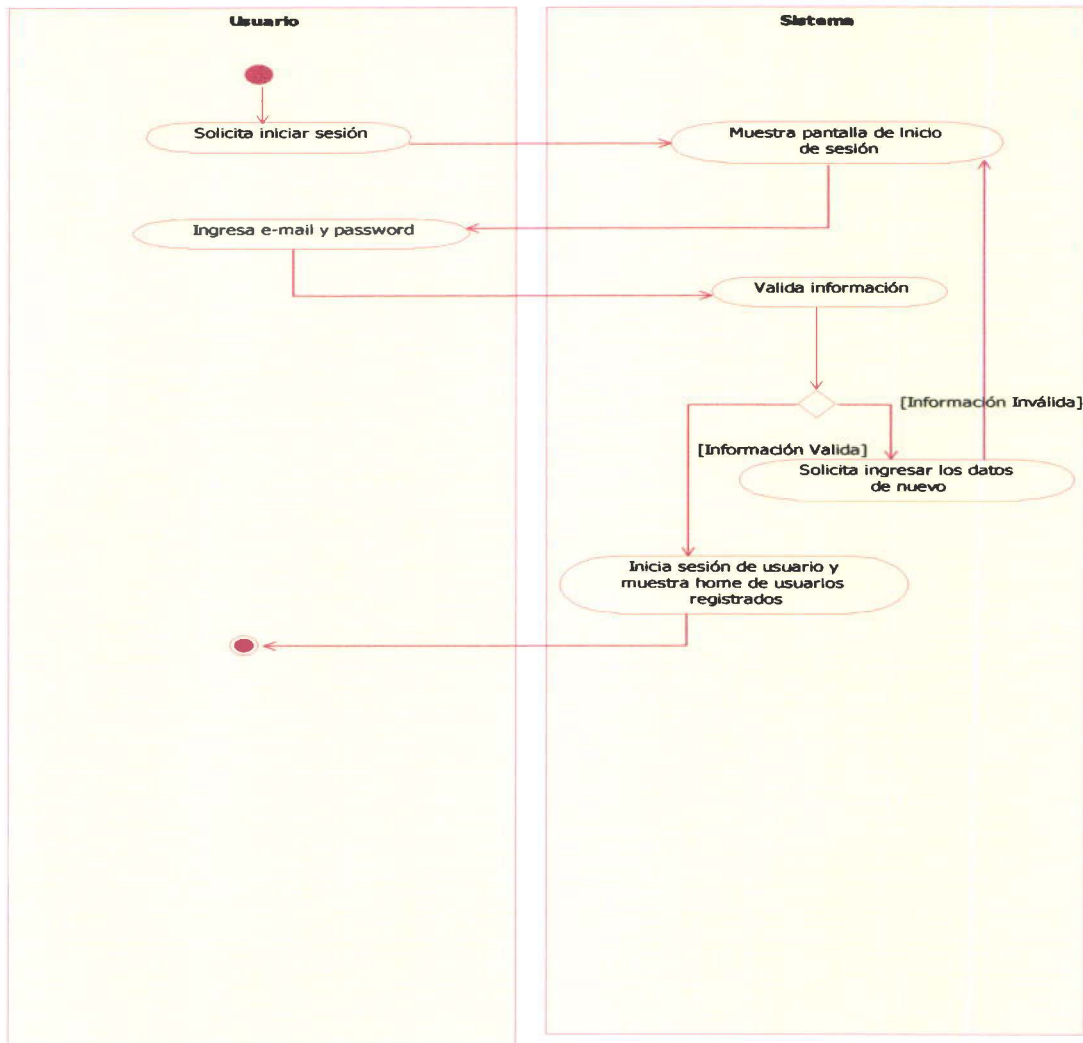 Usuario
Sistema
Solicita iniciar sesión
Muestra pantalla de Inicio
de sesión
Ingresa e-mail y password
Valida información
[Información Inválida]
[Información Valida]
Solicita ingresar los datos
de nuevo
Inicia sesión de usuario y
muestra home de usuarios
registrados